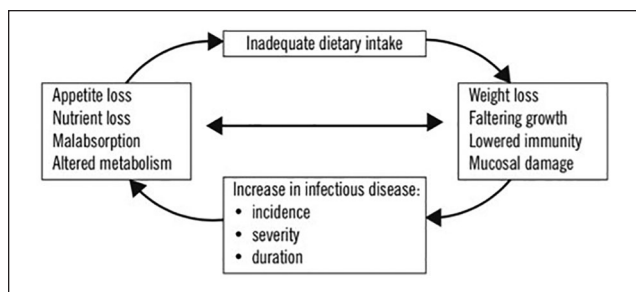 Inadequate dietary intake
Appetite loss
Nutrient loss
Malabsorption
Altered metabolism
Weight loss
Faltering growth
Lowered immunity
Mucosal damage
Increase in infectious disease:
• incidence
• severity
• duration